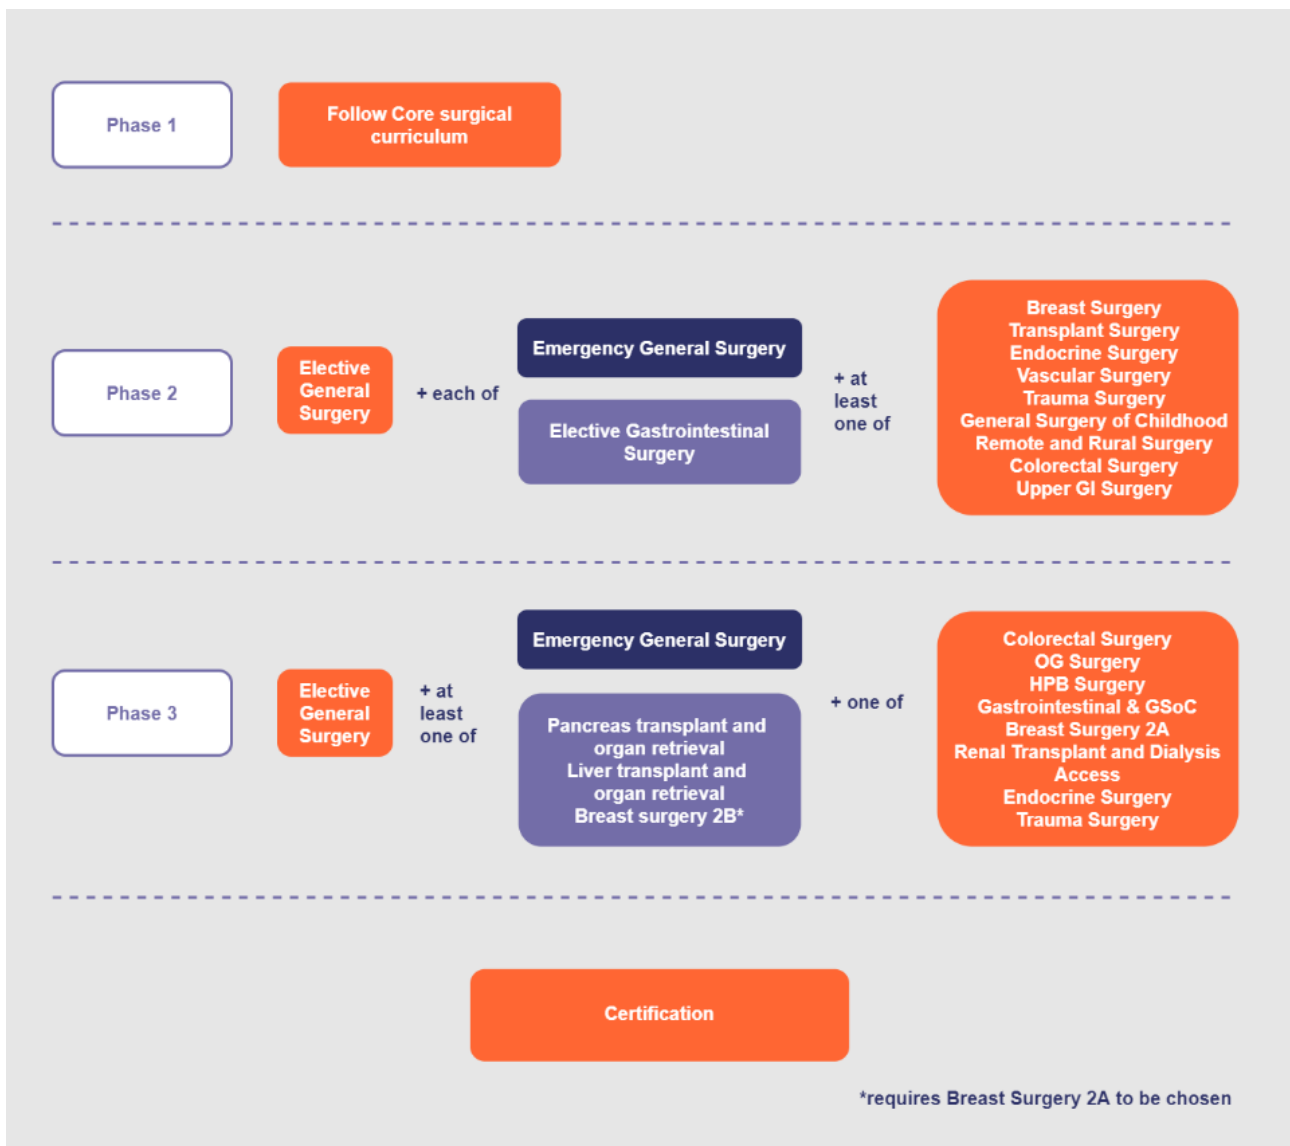 Phase 1
Follow Core surgical
curriculum
Phase 2
Elective
General
Surgery
+ each of
Emergency General Surgery
Elective Gastrointestinal
Surgery
+ at
least
one of
Breast Surgery
Transplant Surgery
Endocrine Surgery
Vascular Surgery
Trauma Surgery
General Surgery of Childhood
Remote and Rural Surgery
Colorectal Surgery
Upper GI Surgery
Phase 3
Elective
General
Surgery
+ at
least
one of
Emergency General Surgery
Pancreas transplant and
organ retrieval
Liver transplant and
organ retrieval
Breast surgery 2B*
+ one of
Colorectal Surgery
OG Surgery
HPB Surgery
Gastrointestinal & GSoC
Breast Surgery 2A
Renal Transplant and Dialysis
Access
Endocrine Surgery
Trauma Surgery
Certification
*requires Breast Surgery 2A to be chosen